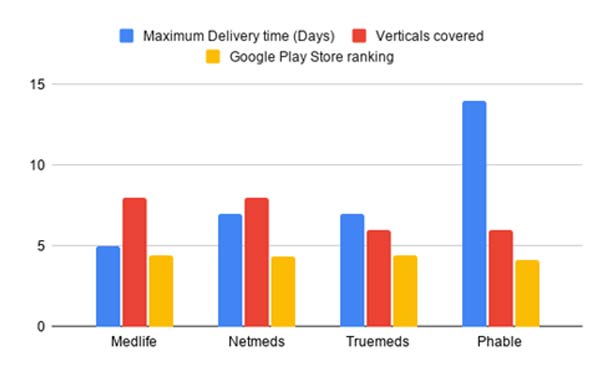 Maximum Delivery time (Days) Verticals covered
Google Play Store ranking
15
10
5
0
Medlife Netmeds Truemeds Phable